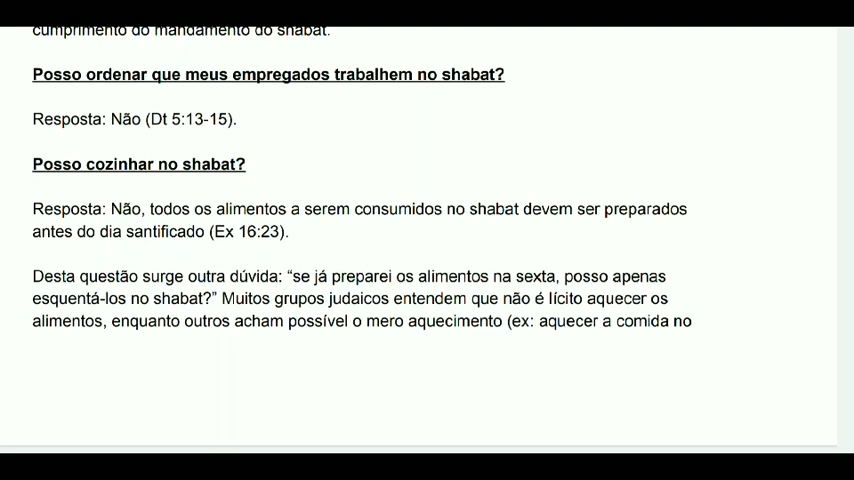 cumprimento do mandamento do shabat.
Posso ordenar que meus empregados trabalhem no shabat?
Resposta: Não (Dt 5:13-15).
Posso cozinhar no shabat?
Resposta: Não, todos os alimentos a serem consumidos no shabat devem ser preparados
antes do dia santificado (Ex 16:23).
Desta questão surge outra dúvida: “se já preparei os alimentos na sexta, posso apenas
esquentá-los no shabat?” Muitos grupos judaicos entendem que não é lícito aquecer os
alimentos, enquanto outros acham possível o mero aquecimento (ex: aquecer a comida no